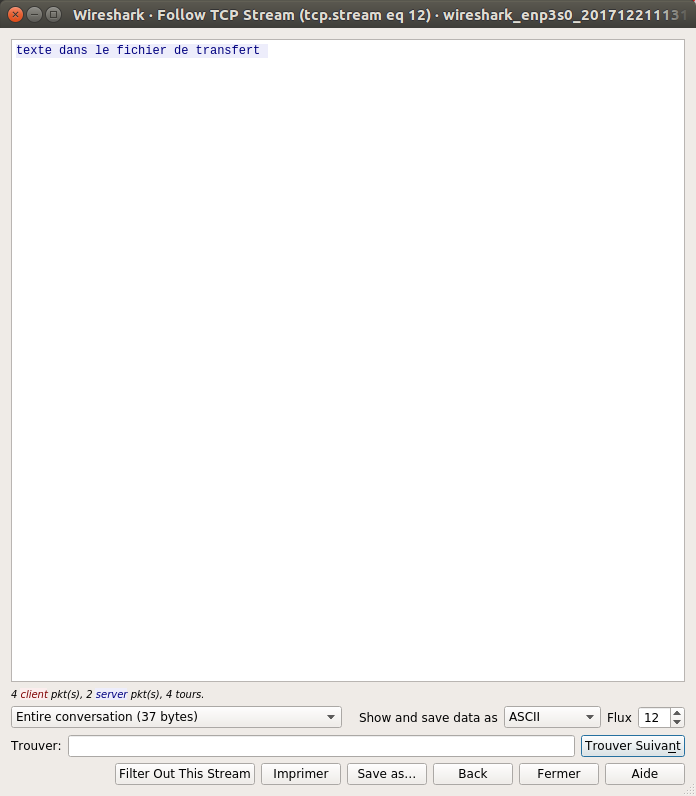 Wireshark · Follow TCP Stream (tcp.stream eq 12) · wireshark_enp3s0_201712211131
texte dans le fichier de transfert
4 client pkt(s), 2 server pkt(s), 4 tours.
Entire conversation (37 bytes) Show and save data as ASCII Flux 12
Trouver: Trouver Suivant
Filter Out This Stream Imprimer Save as… Back Fermer Aide